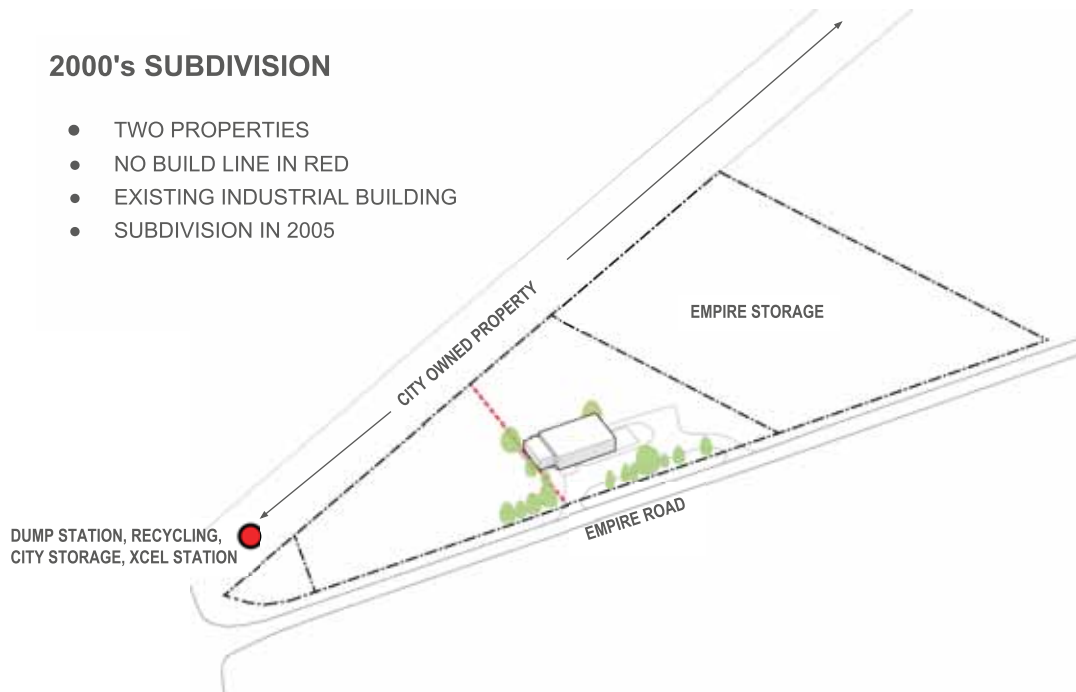 2000's SUBDIVISION
● TWO PROPERTIES
● NO BUILD LINE IN RED
● EXISTING INDUSTRIAL BUILDING
● SUBDIVISION IN 2005
EMPIRE STORAGE
CITY OWNED PROPERTY
DUMP STATION, RECYCLING,
CITY STORAGE, XCEL STATION
EMPIRE ROAD